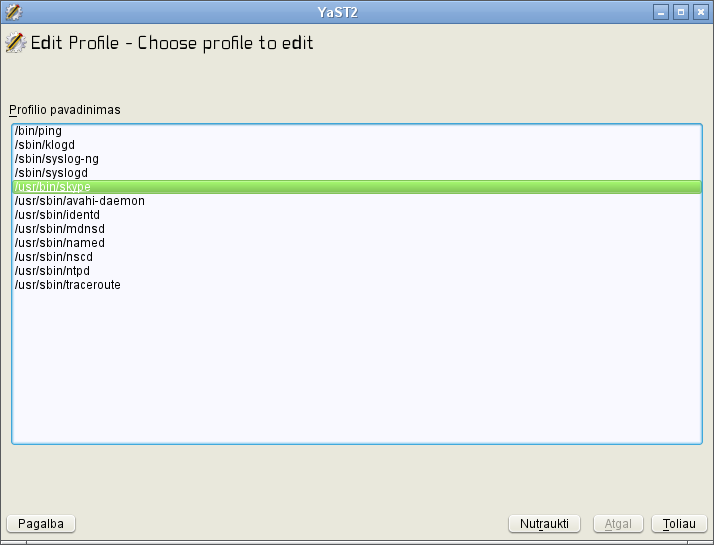 YaST2
Edit Profile - Choose profile to edit
Profilio pavadinimas
/bin/ping
/sbin/klogd
/sbin/syslog-ng
/sbin/syslogd
/usr/bin/skype
/usr/sbin/avahi-daemon
/usr/sbin/identd
/usr/sbin/mdnsd
/usr/sbin/named
/usr/sbin/nscd
/usr/sbin/ntpd
/usr/sbin/traceroute
Pagalba Nutraukti Atgal Toliau